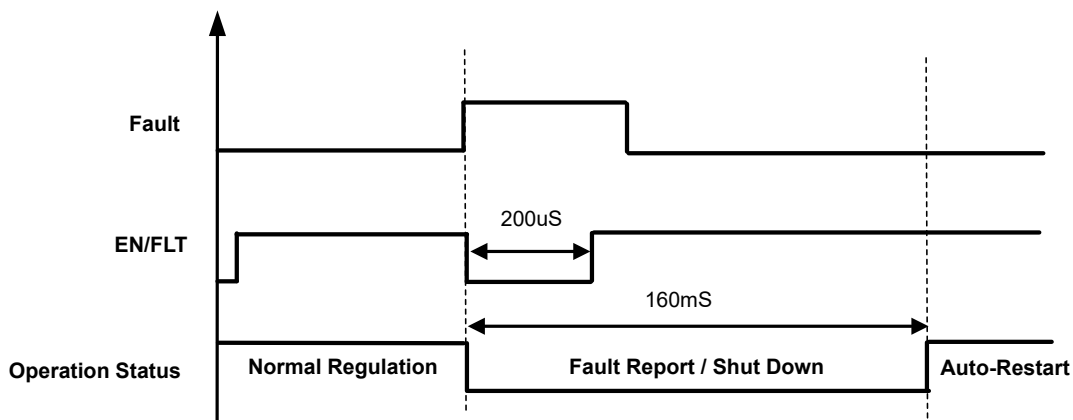 Fault
EN/FLT
200uS
160mS
Operation Status
Normal Regulation
Fault Report / Shut Down
Auto-Restart